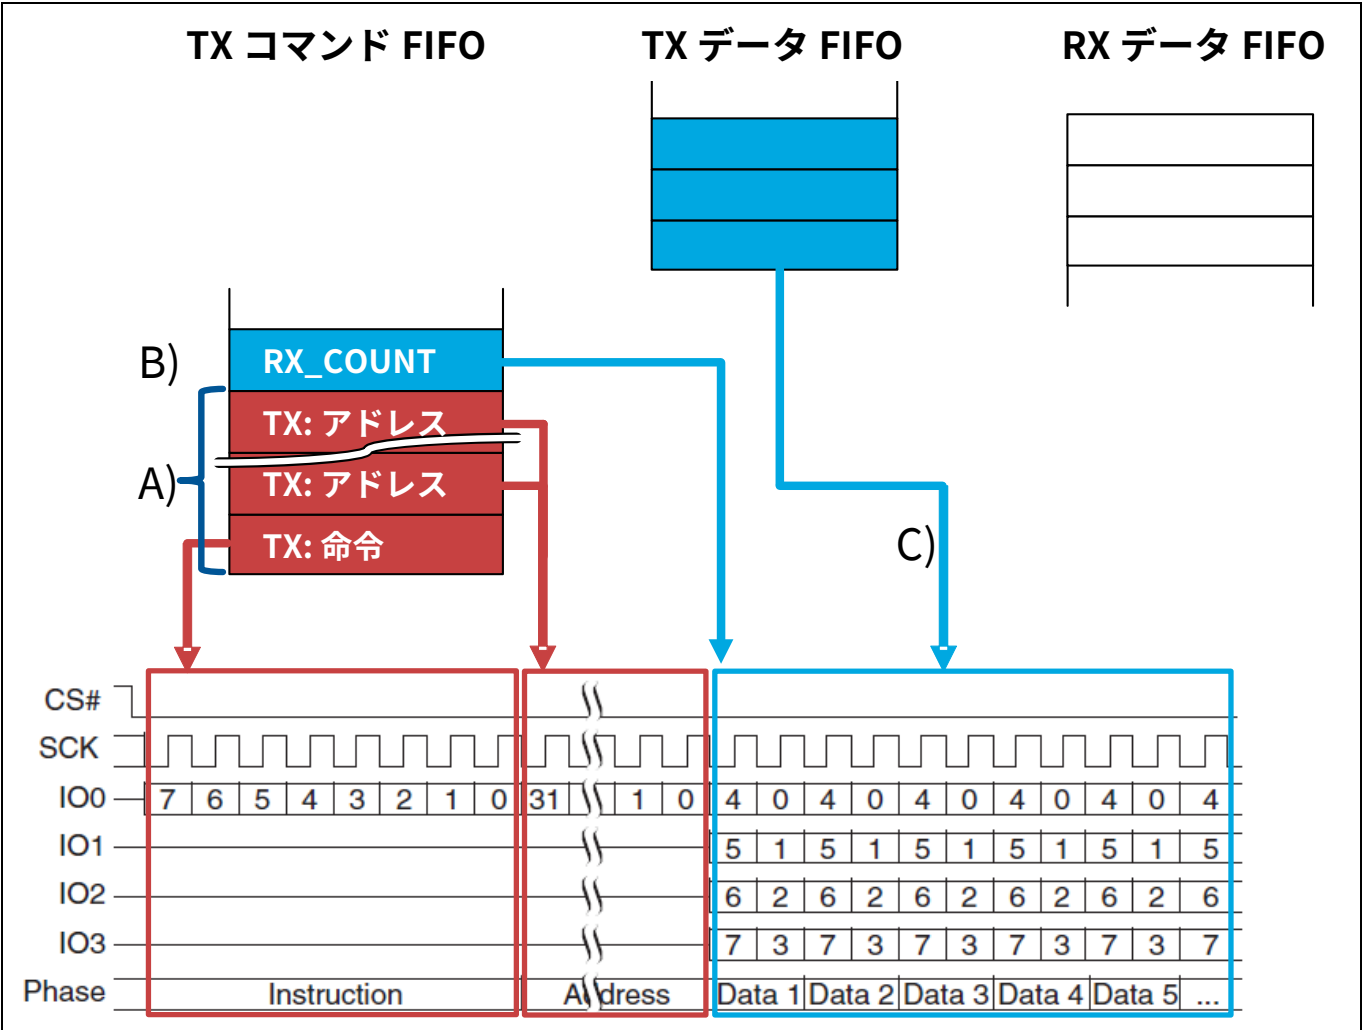 TX コマンド FIFO TX データ FIFO RX データ FIFO
B) RX_COUNT
TX: アドレス
A) TX: アドレス
TX: 命令
C)
CS#
SCK
IO0 7 6 5 4 3 2 1 0 31 1 0 4 0 4 0 4 0 4 0 4 0 4
IO1 5 1 5 1 5 1 5 1 5 1 5
IO2 6 2 6 2 6 2 6 2 6 2 6
IO3 7 3 7 3 7 3 7 3 7 3 7
Phase Instruction Address Data 1 Data 2 Data 3 Data 4 Data 5 ...